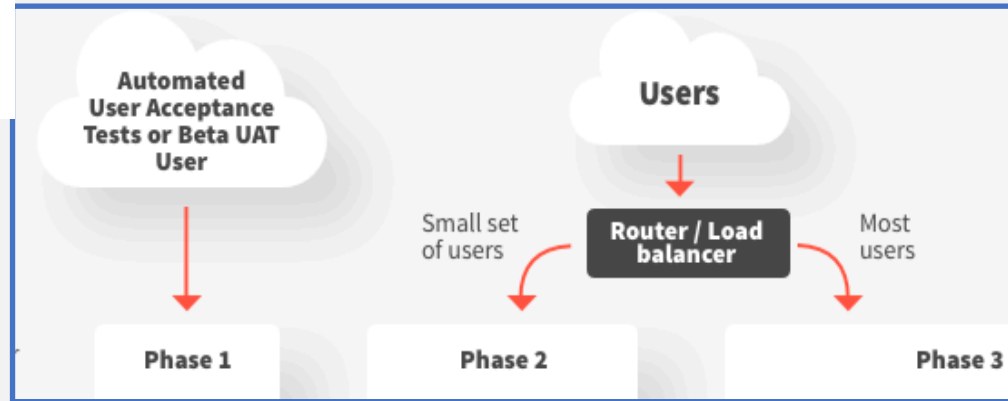 Automated
User Acceptance
Tests or Beta UAT
User
Users
Small set
of users
Router / Load
balancer
Most
users
Phase 1
Phase 2
Phase 3